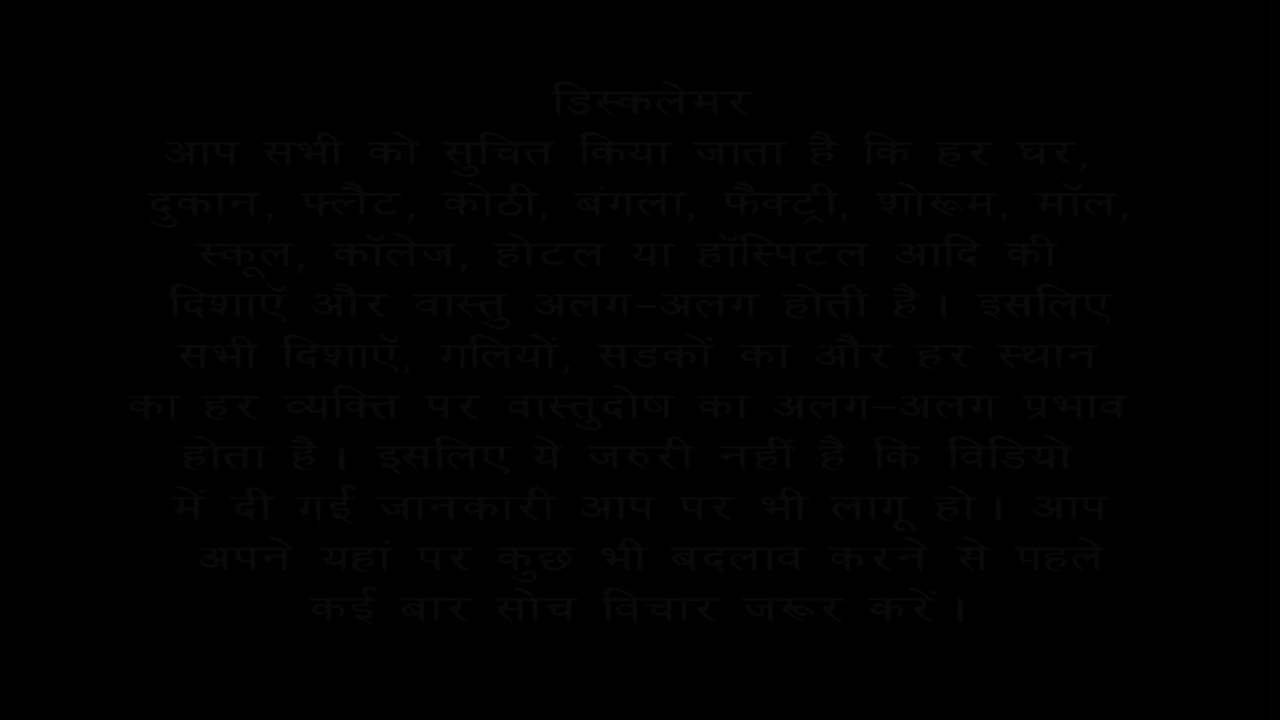 डिस्कलेमर
आप सभी को सुचित किया जाता है कि हर घर,
दुकान, फ्लैट, कोठी, बंगला, फैक्ट्री, शोरूम, मॉल,
स्कूल, कॉलेज, होटल या हॉस्पिटल आदि की
दिशाएँ और वास्तु अलग-अलग होती है। इसलिए
सभी दिशाएँ, गलियों, सडकों का और हर स्थान
का हर व्यक्ति पर वास्तुदोष का अलग-अलग प्रभाव
होता है। इसलिए ये जरुरी नहीं है कि विडियो
में दी गई जानकारी आप पर भी लागू हो। आप
अपने यहां पर कुछ भी बदलाव करने से पहले
कई बार सोच विचार जरूर करें।